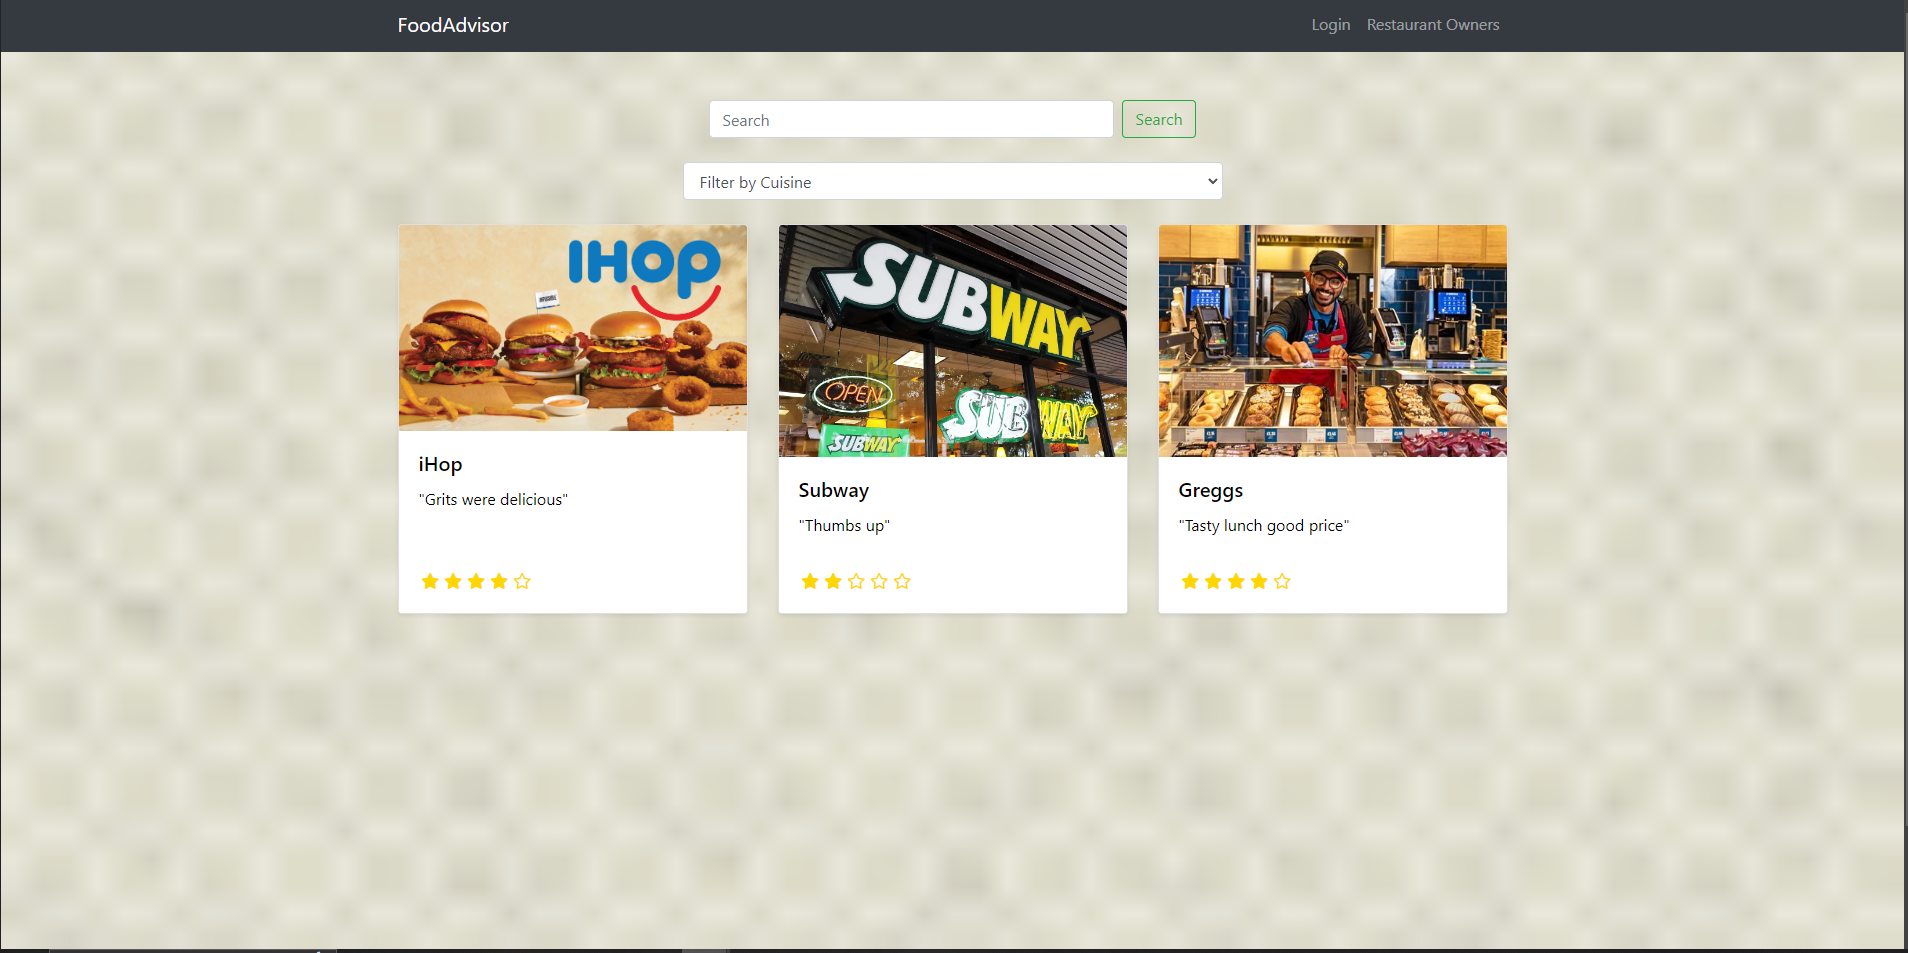 FoodAdvisor
Login Restaurant Owners
Search Search
Filter by Cuisine
IHOP
IMPOSSIBLE
SUBWAY
OPEN
SUBWAY
SUBWAY
iHop
"Grits were delicious"
Subway
"Thumbs up"
Greggs
"Tasty lunch good price"